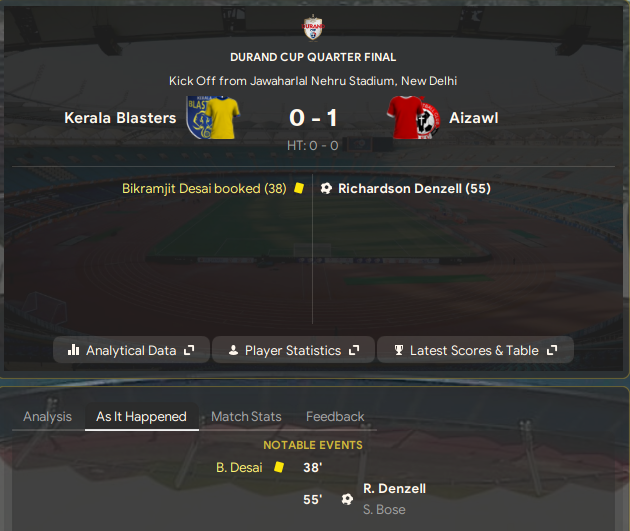 DURAND
DURAND CUP QUARTER FINAL
Kick Off from Jawaharlal Nehru Stadium, New Delhi
Kerala Blasters 0 - 1 Aizawl
HT: 0 - 0
Bikramjit Desai booked (38) Richardson Denzell (55)
Analytical Data Player Statistics Latest Scores & Table
Analysis As It Happened Match Stats Feedback
NOTABLE EVENTS
B. Desai 38'
55' R. Denzell
S. Bose